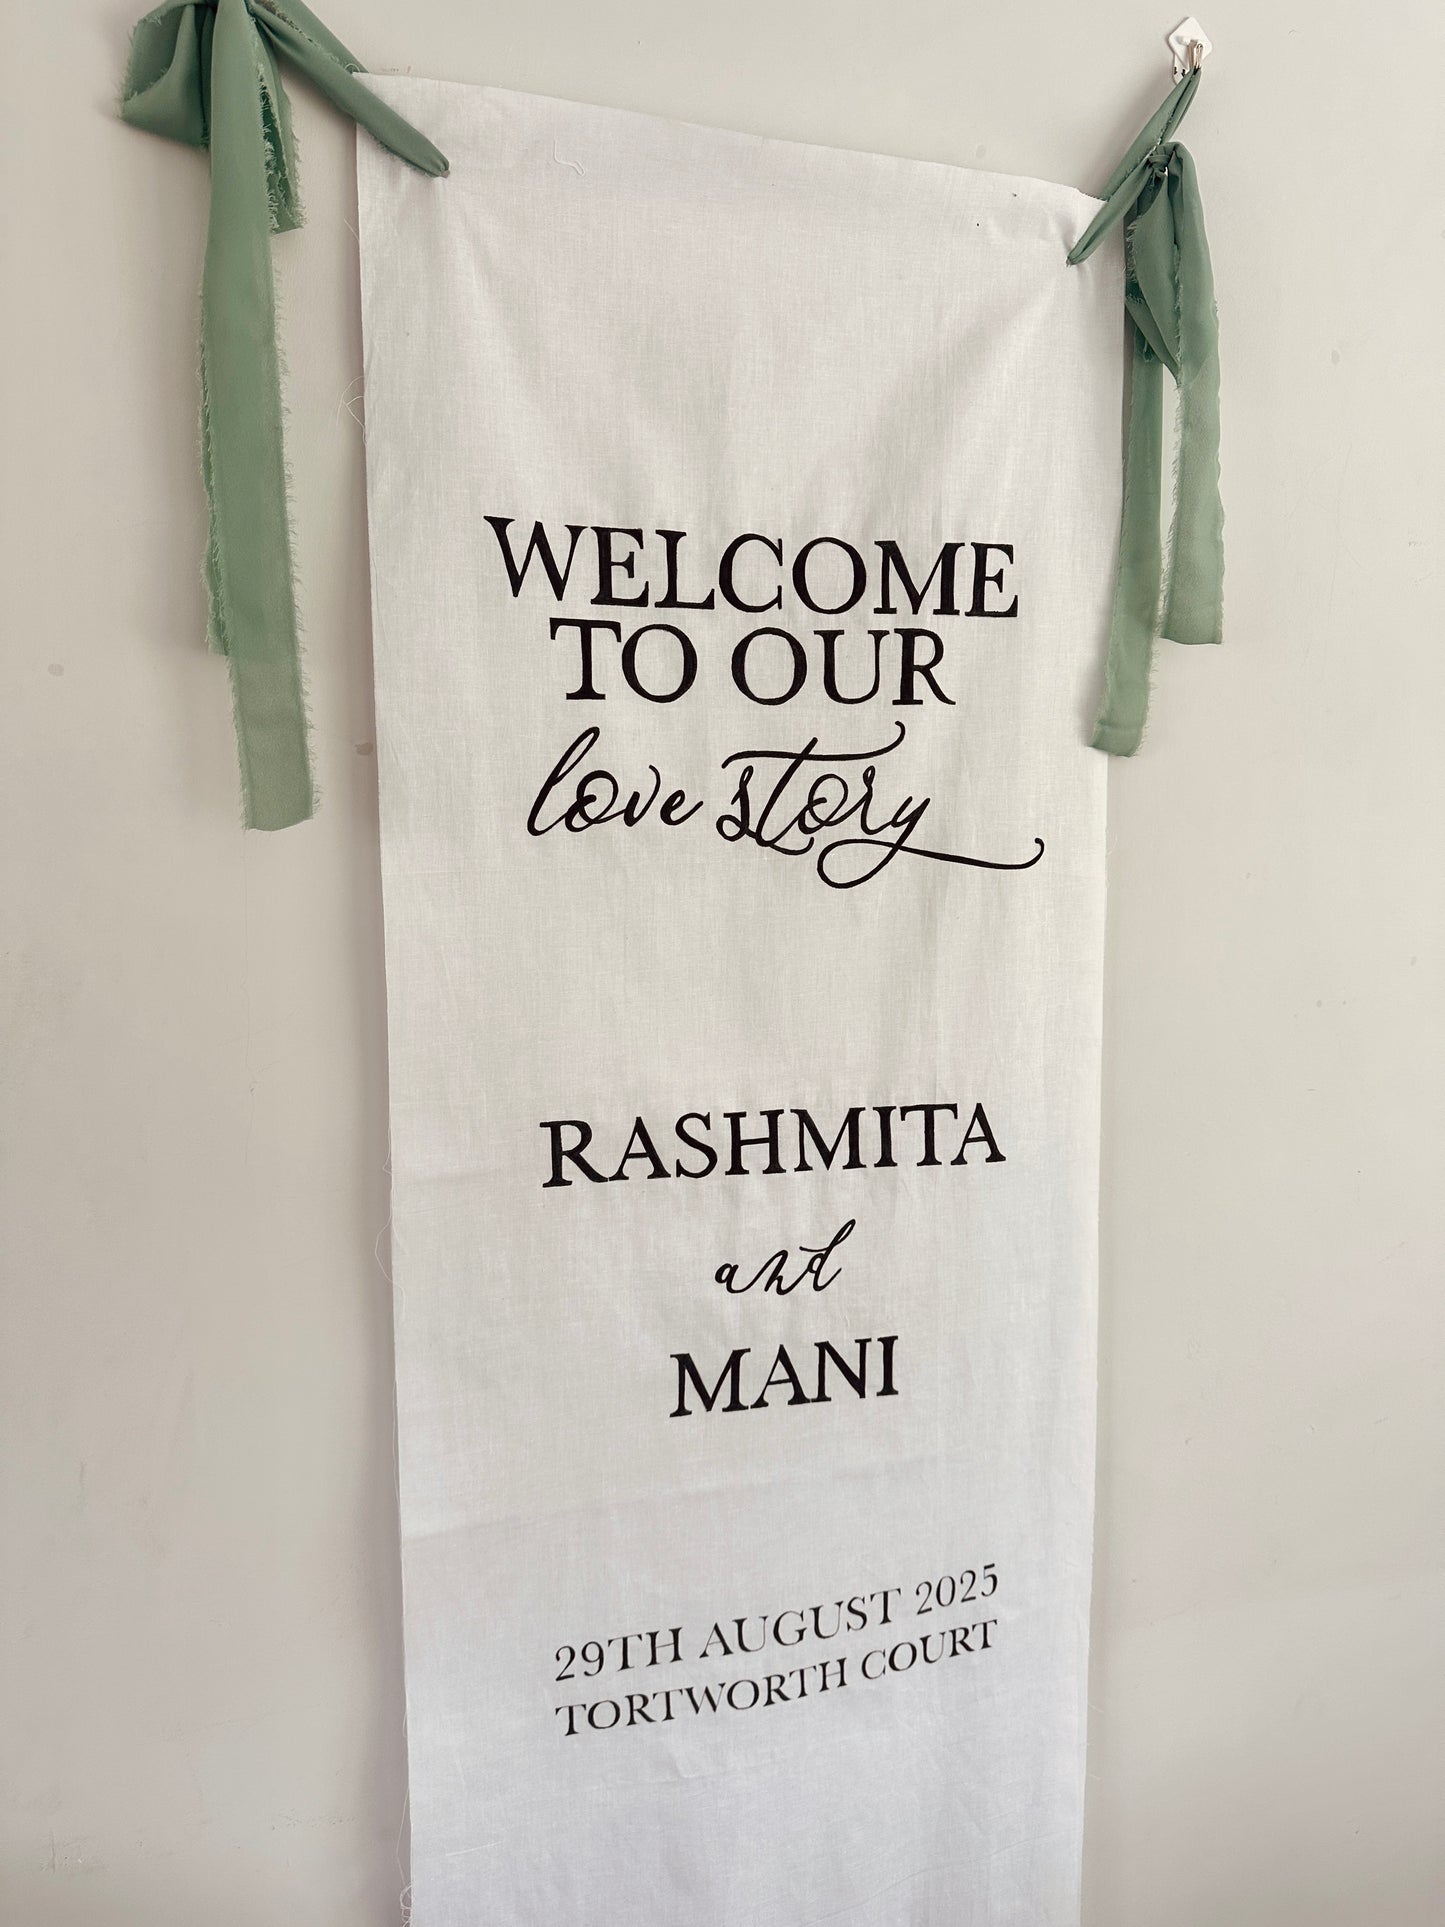 WELCOME
TO OUR
love story
RASHMITA
and
MANI
29TH AUGUST 2025
TORTWORTH COURT